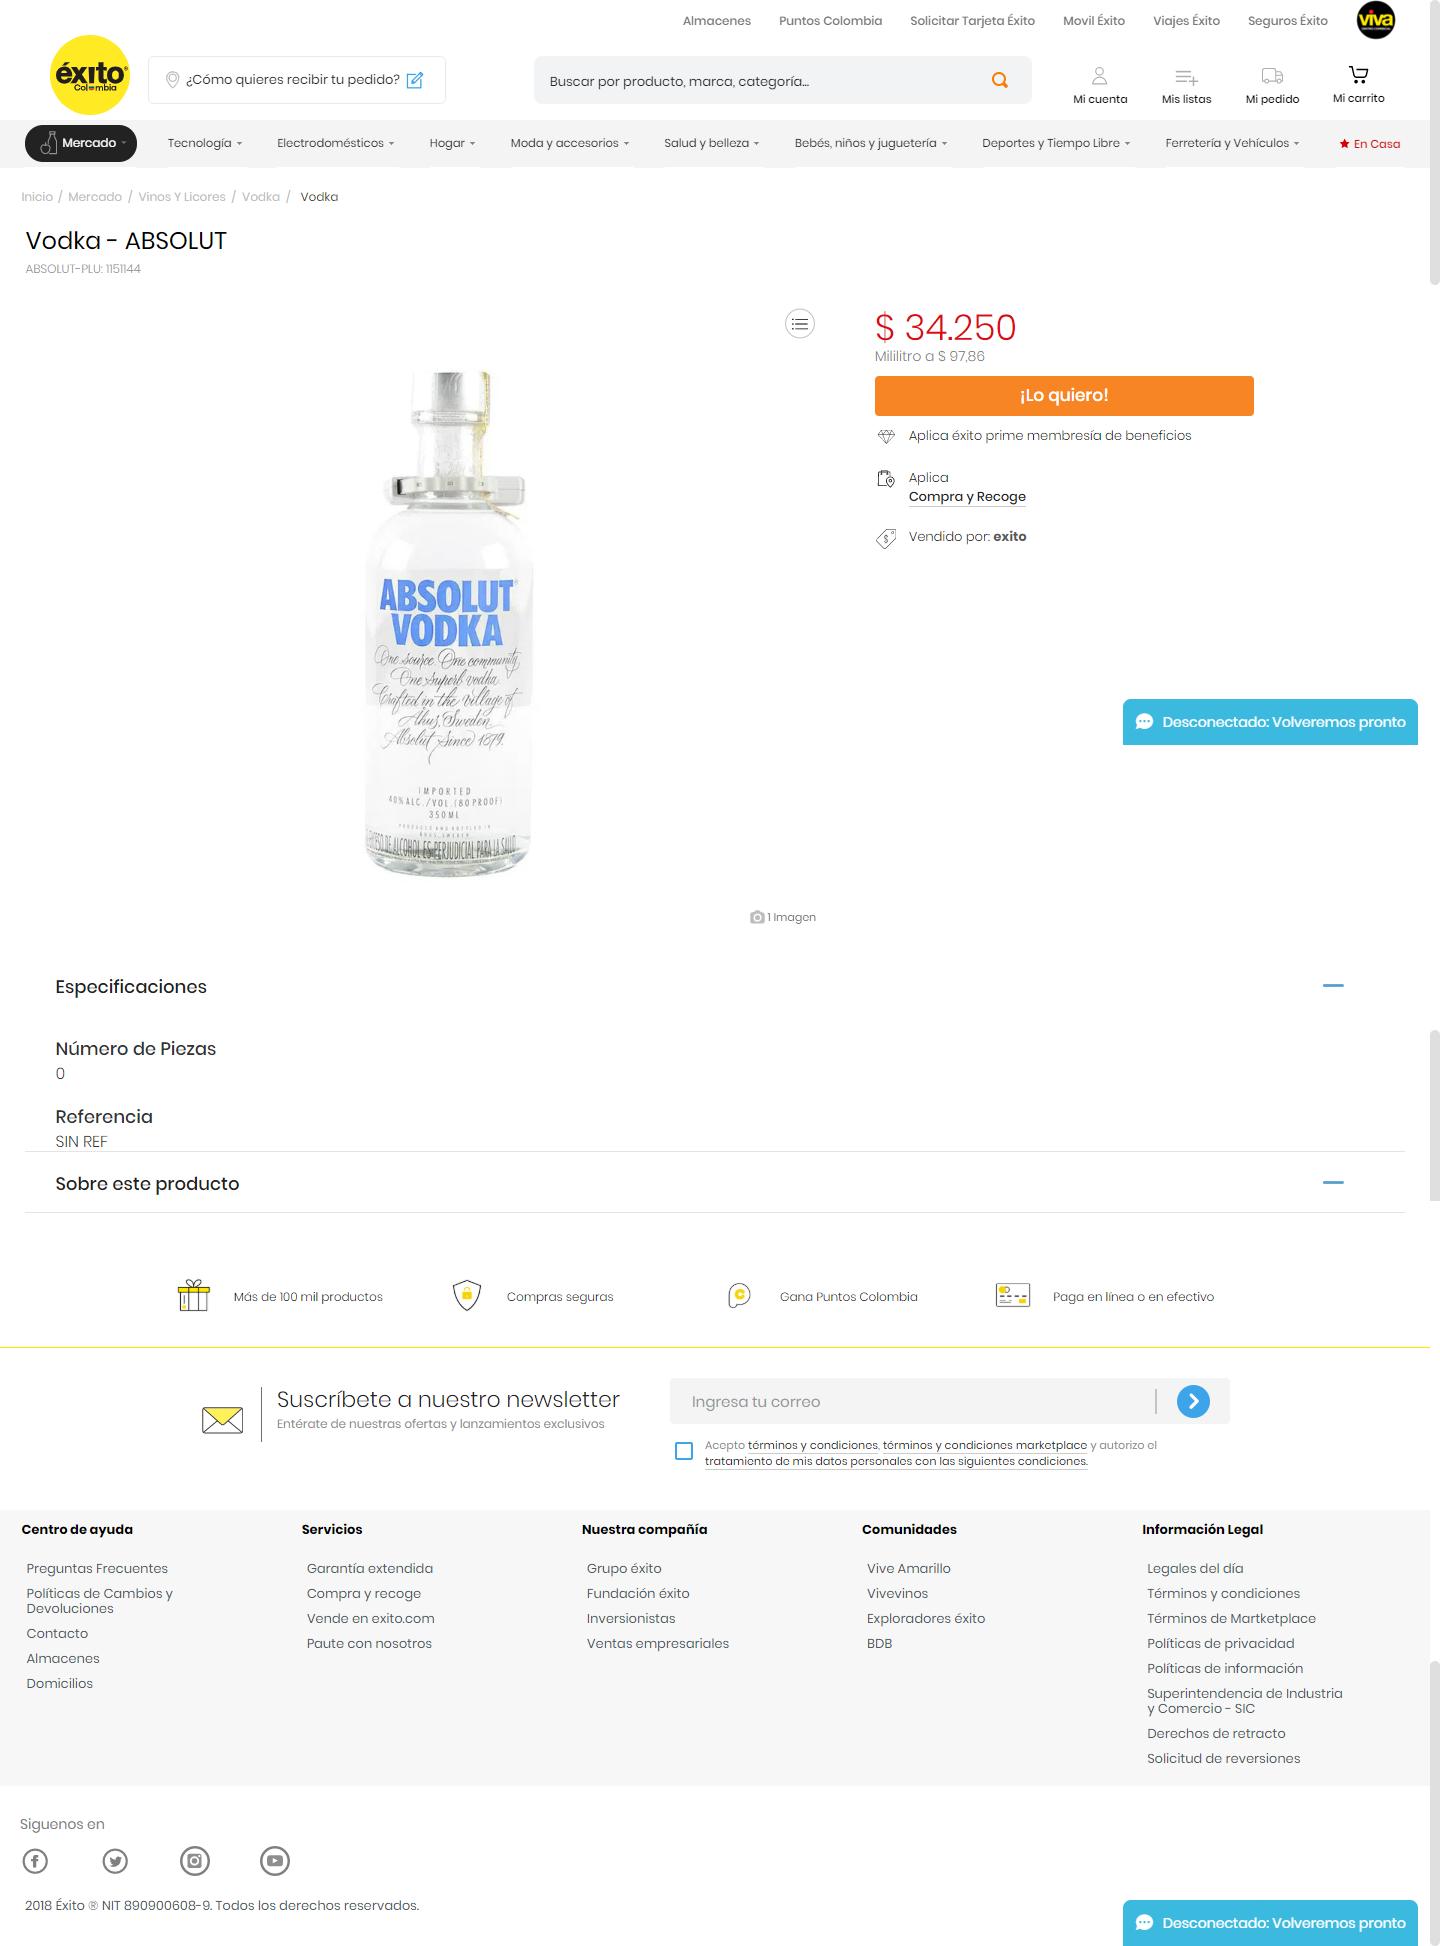 Almacenes Puntos Colombia Solicitar Tarjeta Éxito Movil Éxito Viajes Éxito Seguros Éxito viva
éxito
Colombia
¿Cómo quieres recibir tu pedido?
Buscar por producto, marca, categoría...
Mi cuenta Mis listas Mi pedido Mi carrito
Mercado Tecnología Electrodomésticos Hogar Moda y accesorios Salud y belleza Bebés, niños y juguetería Deportes y Tiempo Libre Ferretería y Vehículos En Casa
Inicio / Mercado / Vinos Y Licores / Vodka / Vodka
Vodka - ABSOLUT
ABSOLUT-PLU: 1151144
$ 34.250
Mililitro a $ 97,86
¡Lo quiero!
Aplica éxito prime membresía de beneficios
Aplica
Compra y Recoge
Vendido por: exito
ABSOLUT
VODKA
One source. One community.
One superb vodka.
Crafted in the village of
Åhus, Sweden.
Absolut Since 1879.
IMPORTED
40% ALC./VOL. (80 PROOF)
350 ML
PRODUCED AND BOTTLED IN
ÅHUS, SWEDEN
EXCESO DE ALCOHOL ES PERJUDICIAL PARA LA SALUD
Desconectado: Volveremos pronto
1 Imagen
Especificaciones
Número de Piezas
0
Referencia
SIN REF
Sobre este producto
Más de 100 mil productos Compras seguras Gana Puntos Colombia Paga en línea o en efectivo
Suscríbete a nuestro newsletter
Entérate de nuestras ofertas y lanzamientos exclusivos
Ingresa tu correo
Acepto términos y condiciones, términos y condiciones marketplace y autorizo el
tratamiento de mis datos personales con las siguientes condiciones.
Centro de ayuda
Preguntas Frecuentes
Políticas de Cambios y
Devoluciones
Contacto
Almacenes
Domicilios
Servicios
Garantía extendida
Compra y recoge
Vende en exito.com
Paute con nosotros
Nuestra compañía
Grupo éxito
Fundación éxito
Inversionistas
Ventas empresariales
Comunidades
Vive Amarillo
Vivevinos
Exploradores éxito
BDB
Información Legal
Legales del día
Términos y condiciones
Términos de Martketplace
Políticas de privacidad
Políticas de información
Superintendencia de Industria
y Comercio - SIC
Derechos de retracto
Solicitud de reversiones
Siguenos en
2018 Éxito ® NIT 890900608-9. Todos los derechos reservados.
Desconectado: Volveremos pronto